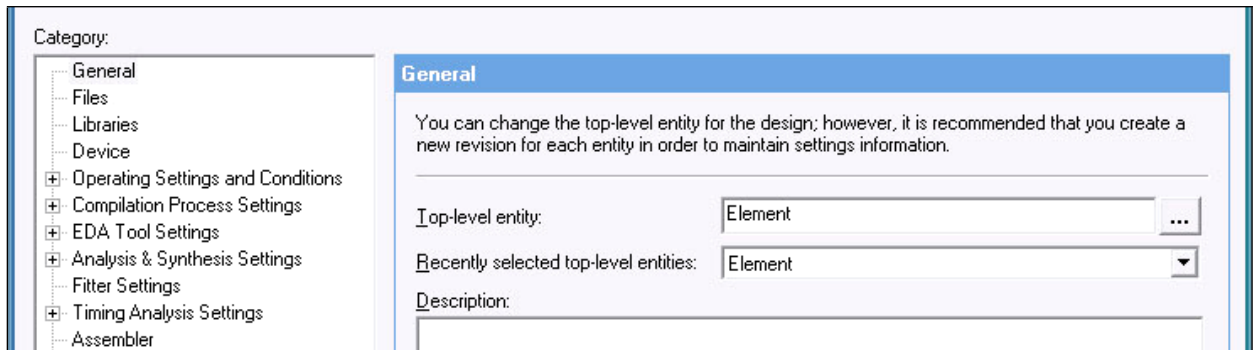 Category:
General
Files
Libraries
Device
Operating Settings and Conditions
Compilation Process Settings
EDA Tool Settings
Analysis & Synthesis Settings
Fitter Settings
Timing Analysis Settings
Assembler
General
You can change the top-level entity for the design; however, it is recommended that you create a
new revision for each entity in order to maintain settings information.
Top-level entity: Element ...
Recently selected top-level entities: Element
Description: